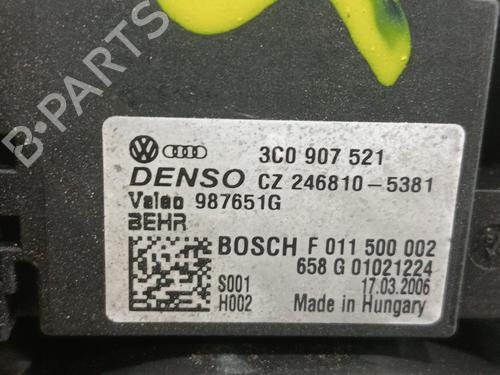 B-PARTS
3C0 907 521
DENSO CZ 246810-5381
Valeo 987651G
BEHR
BOSCH F 011 500 002
658 G 01021224
S001 17.03.2006
H002 Made in Hungary